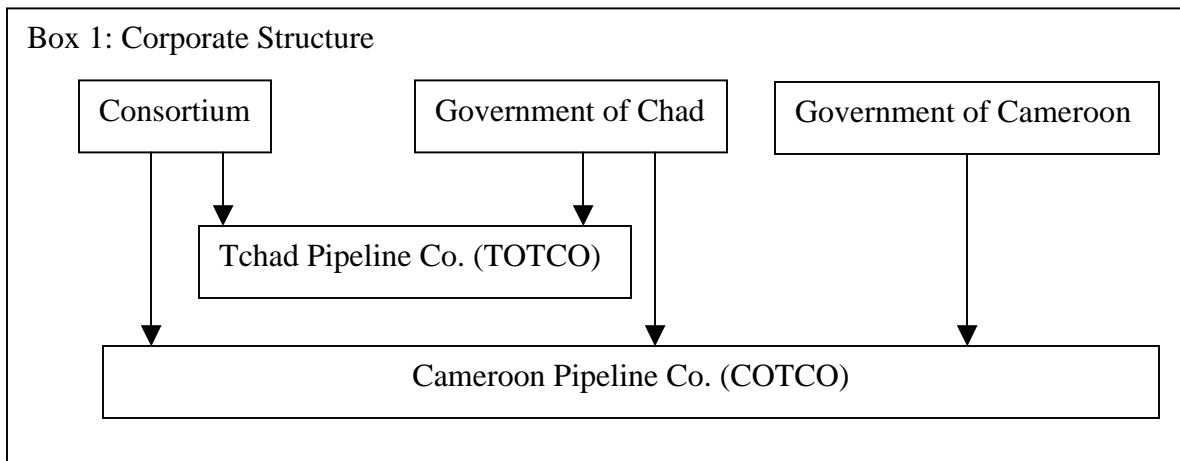 Box 1: Corporate Structure
Consortium
Government of Chad
Government of Cameroon
Tchad Pipeline Co. (TOTCO)
Cameroon Pipeline Co. (COTCO)